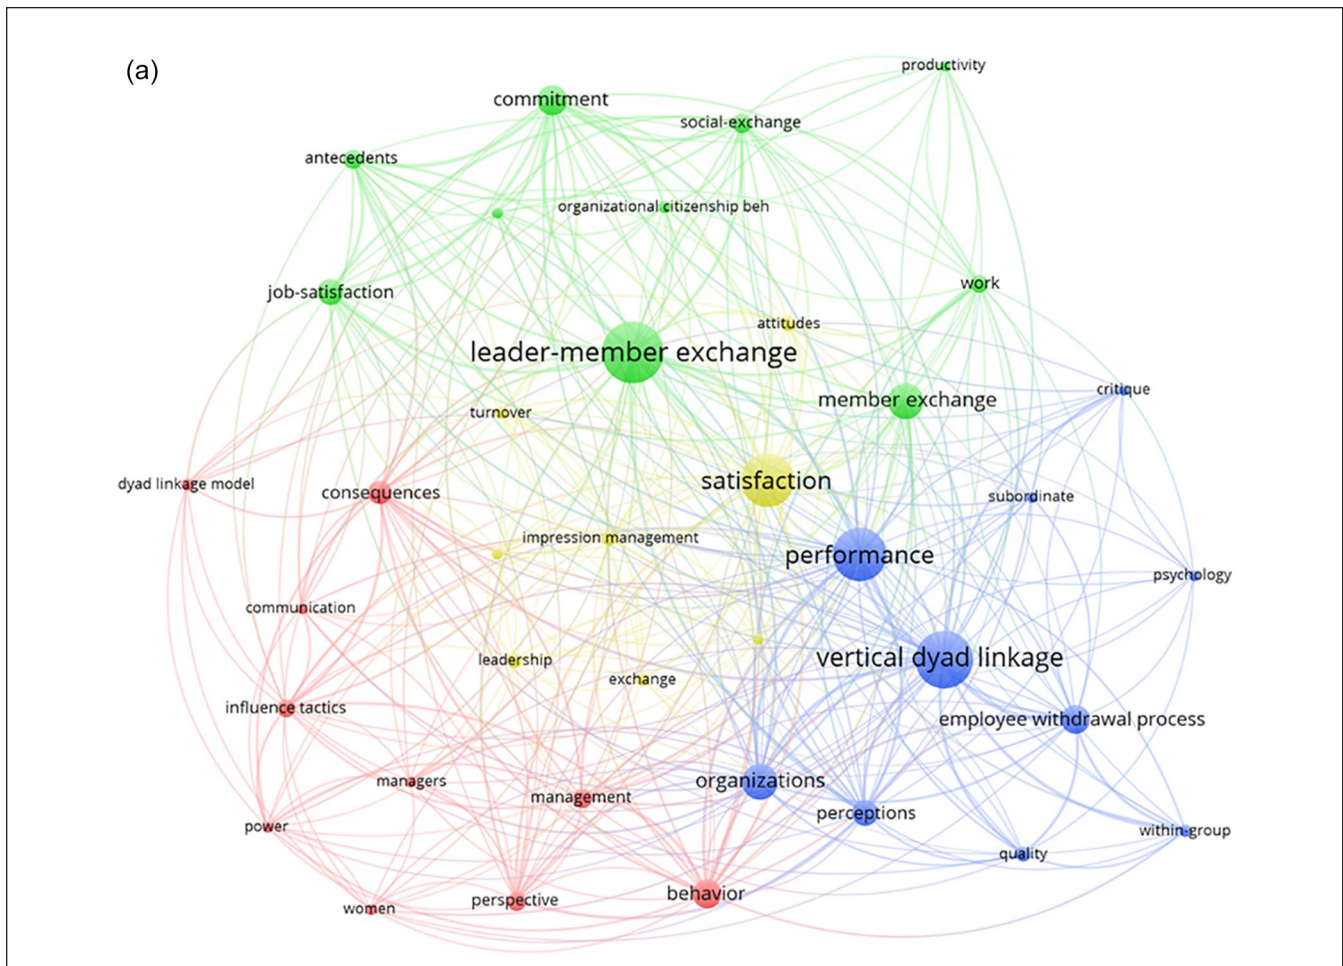 (a)
productivity
commitment
social-exchange
antecedents
organizational citizenship beh
work
job-satisfaction
attitudes
leader-member exchange
critique
member exchange
turnover
satisfaction
dyad linkage model
consequences
subordinate
impression management
performance
psychology
communication
vertical dyad linkage
leadership
exchange
influence tactics
employee withdrawal process
managers
organizations
management
perceptions
power
within-group
quality
behavior
perspective
women